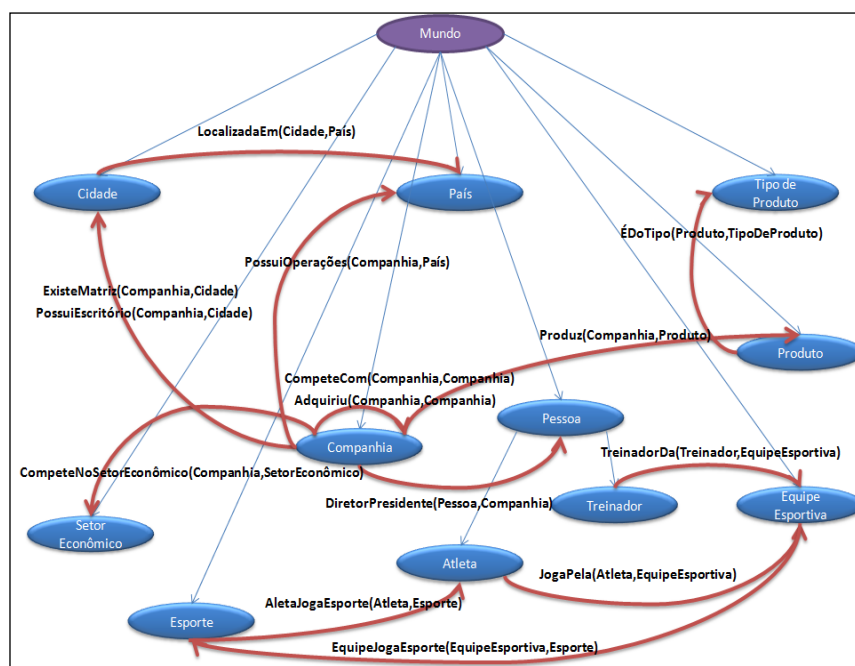 Mundo
LocalizadaEm(Cidade,País)
Cidade
País
Tipo de
Produto
ÉDoTipo(Produto,TipoDeProduto)
PossuiOperações(Companhia,País)
ExisteMatriz(Companhia,Cidade)
PossuiEscritório(Companhia,Cidade)
Produz(Companhia,Produto)
Produto
CompeteCom(Companhia,Companhia)
Adquiriu(Companhia,Companhia)
Pessoa
Companhia
TreinadorDa(Treinador,EquipeEsportiva)
CompeteNoSetorEconômico(Companhia,SetorEconômico)
DiretorPresidente(Pessoa,Companhia)
Treinador
Equipe
Esportiva
Setor
Econômico
Atleta
JogaPela(Atleta,EquipeEsportiva)
AletaJogaEsporte(Atleta,Esporte)
Esporte
EquipeJogaEsporte(EquipeEsportiva,Esporte)